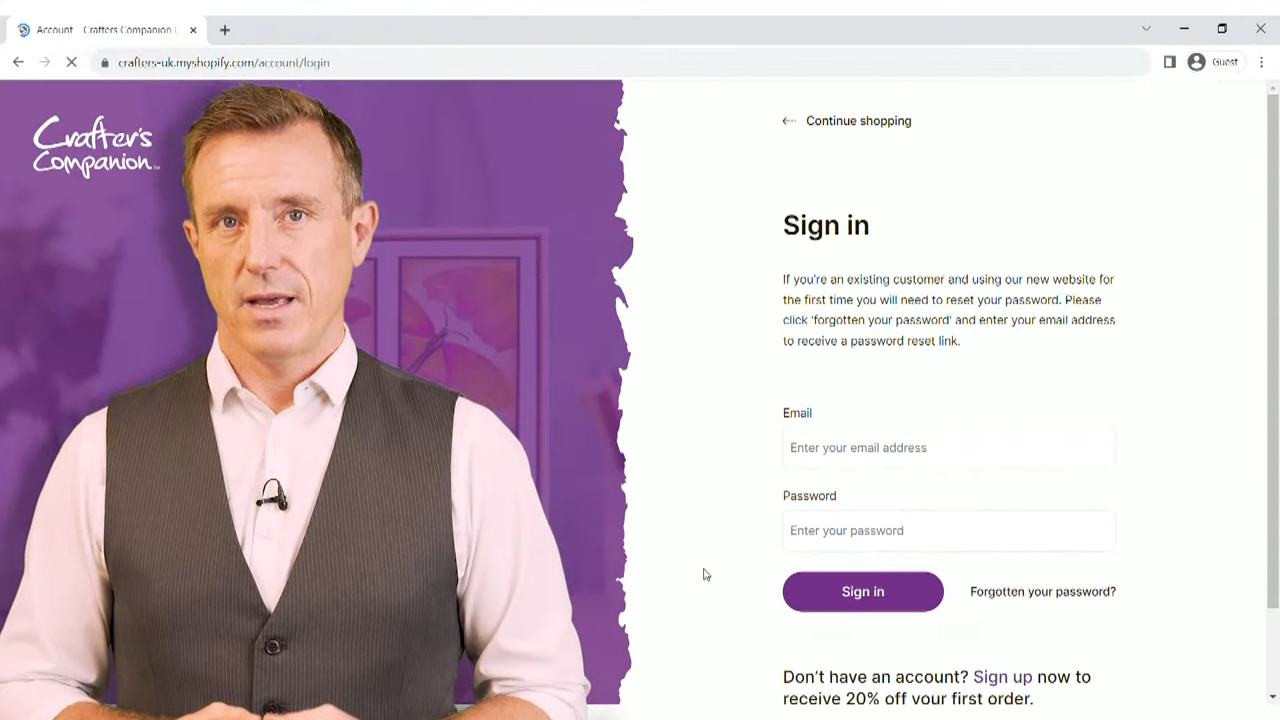 Account Crafters Companion
crafters-uk.myshopify.com/account/login
Guest
Crafter's
Companion
Continue shopping
Sign in
If you're an existing customer and using our new website for
the first time you will need to reset your password. Please
click 'forgotten your password' and enter your email address
to receive a password reset link.
Email
Enter your email address
Password
Enter your password
Sign in
Forgotten your password?
Don't have an account? Sign up now to
receive 20% off your first order.